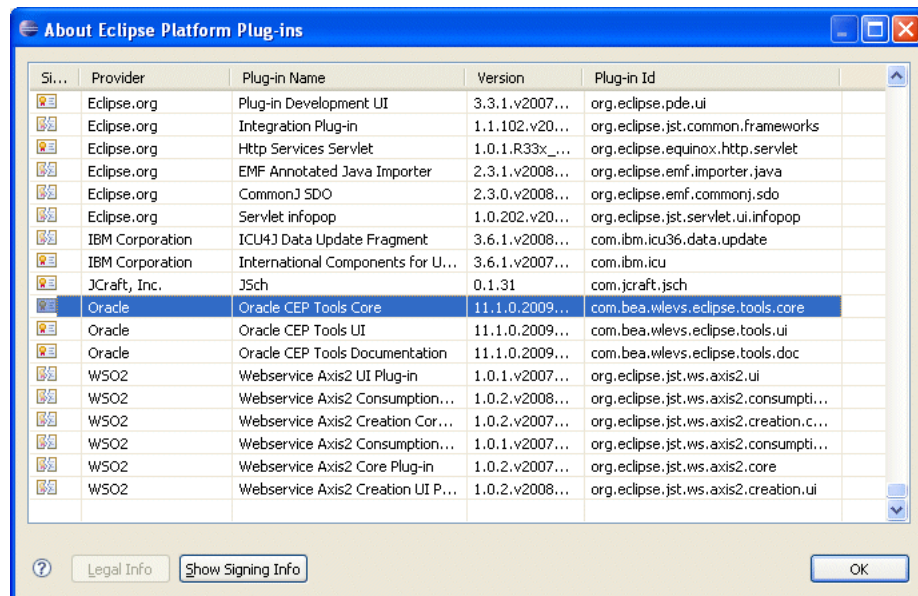 About Eclipse Platform Plug-ins
Si... Provider Plug-in Name Version Plug-in Id
Eclipse.org Plug-in Development UI 3.3.1.v2007... org.eclipse.pde.ui
Eclipse.org Integration Plug-in 1.1.102.v20... org.eclipse.jst.common.frameworks
Eclipse.org Http Services Servlet 1.0.1.R33x_... org.eclipse.equinox.http.servlet
Eclipse.org EMF Annotated Java Importer 2.3.1.v2008... org.eclipse.emf.importer.java
Eclipse.org CommonJ SDO 2.3.0.v2008... org.eclipse.emf.commonj.sdo
Eclipse.org Servlet infopop 1.0.202.v20... org.eclipse.jst.servlet.ui.infopop
IBM Corporation ICU4J Data Update Fragment 3.6.1.v2008... com.ibm.icu36.data.update
IBM Corporation International Components for U... 3.6.1.v2007... com.ibm.icu
JCraft, Inc. JSch 0.1.31 com.jcraft.jsch
Oracle Oracle CEP Tools Core 11.1.0.2009... com.bea.wlevs.eclipse.tools.core
Oracle Oracle CEP Tools UI 11.1.0.2009... com.bea.wlevs.eclipse.tools.ui
Oracle Oracle CEP Tools Documentation 11.1.0.2009... com.bea.wlevs.eclipse.tools.doc
WSO2 Webservice Axis2 UI Plug-in 1.0.1.v2007... org.eclipse.jst.ws.axis2.ui
WSO2 Webservice Axis2 Consumption... 1.0.2.v2008... org.eclipse.jst.ws.axis2.consumpti...
WSO2 Webservice Axis2 Creation Cor... 1.0.2.v2008... org.eclipse.jst.ws.axis2.creation.c...
WSO2 Webservice Axis2 Consumption... 1.0.1.v2007... org.eclipse.jst.ws.axis2.consumpti...
WSO2 Webservice Axis2 Core Plug-in 1.0.2.v2007... org.eclipse.jst.ws.axis2.core
WSO2 Webservice Axis2 Creation UI P... 1.0.2.v2008... org.eclipse.jst.ws.axis2.creation.ui
? Legal Info Show Signing Info OK